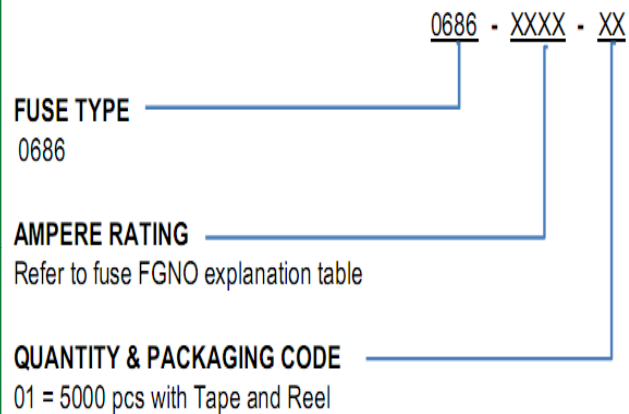 0686 - XXXX - XX
FUSE TYPE
0686
AMPERE RATING
Refer to fuse FGNO explanation table
QUANTITY & PACKAGING CODE
01 = 5000 pcs with Tape and Reel